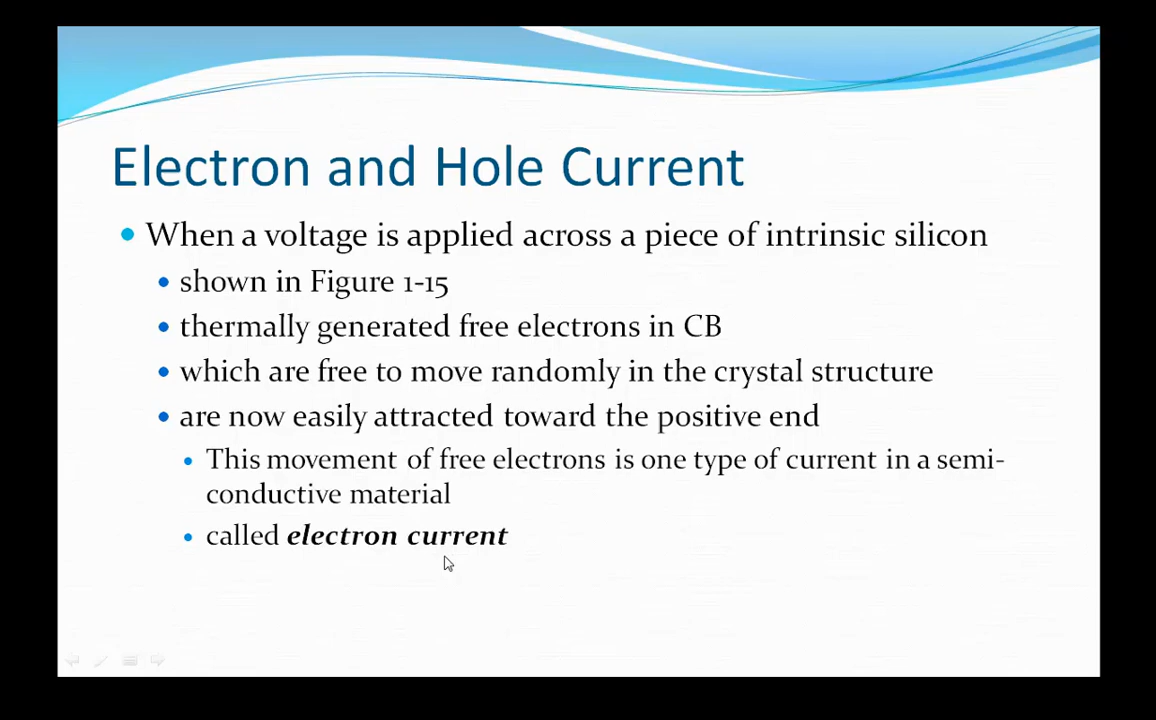 Electron and Hole Current
When a voltage is applied across a piece of intrinsic silicon
shown in Figure 1-15
thermally generated free electrons in CB
which are free to move randomly in the crystal structure
are now easily attracted toward the positive end
This movement of free electrons is one type of current in a semi-
conductive material
called electron current